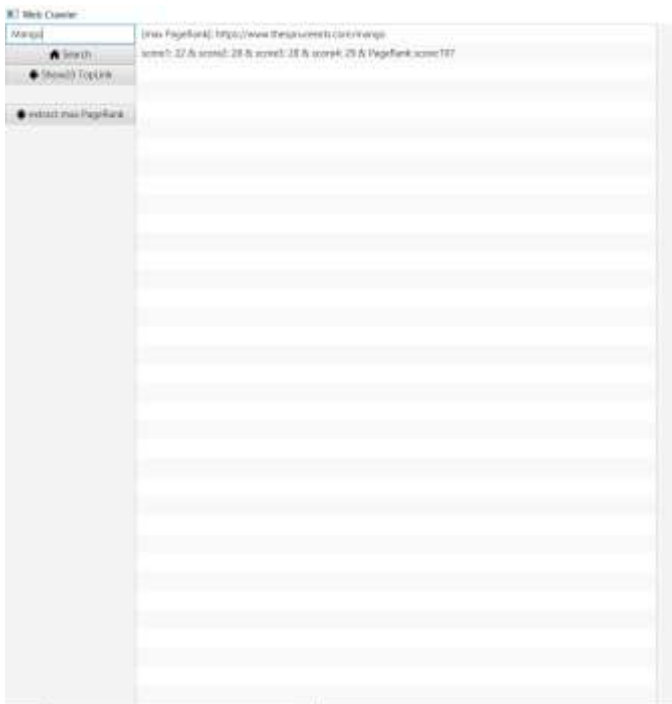 Web Crawler
Mango
Search
TopLink
extract max PageRank
(max PageRank): https://www.thespruceeats.com/mango
score1: 22 & score2: 28 & score3: 28 & score4: 29 & PageRank score:107